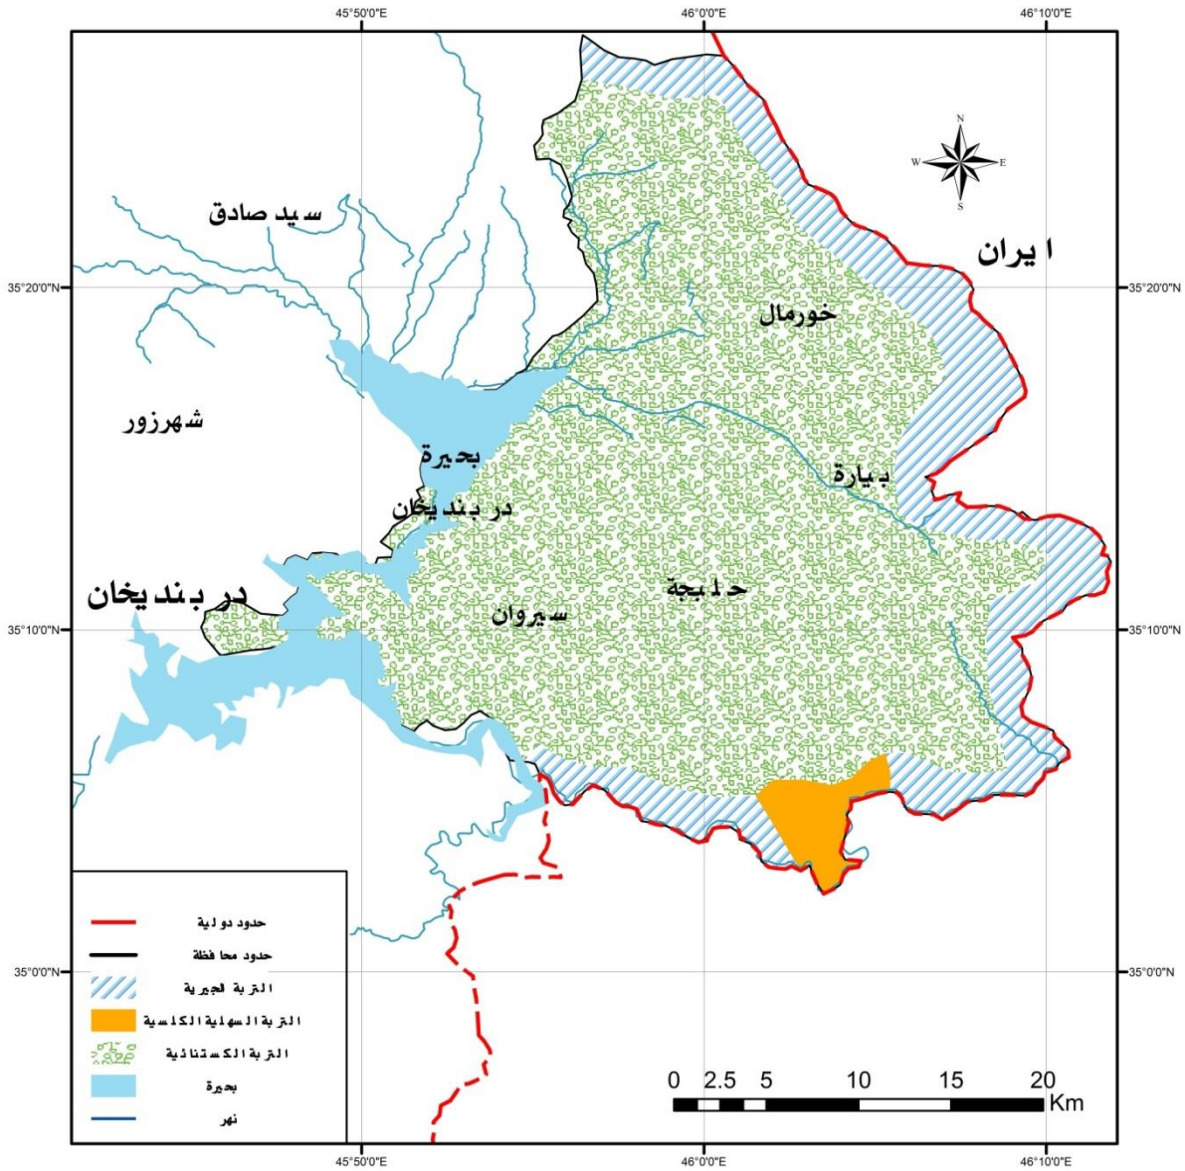 45°50'0"E
46°0'0"E
46°10'0"E
N
W
E
S
سيد صادق
ايران
35°20'0"N
35°20'0"N
خورمال
شهرزور
بحيرة
دربنديخان
بيارة
حلبجة
سيروان
دربنديخان
35°10'0"N
35°10'0"N
حدود دولية
حدود محافظة
التربة الجيرية
التربة السهلية الكلسية
التربة الكستنائية
بحيرة
نهر
35°0'0"N
35°0'0"N
0 2.5 5 10 15 20
Km
45°50'0"E
46°0'0"E
46°10'0"E